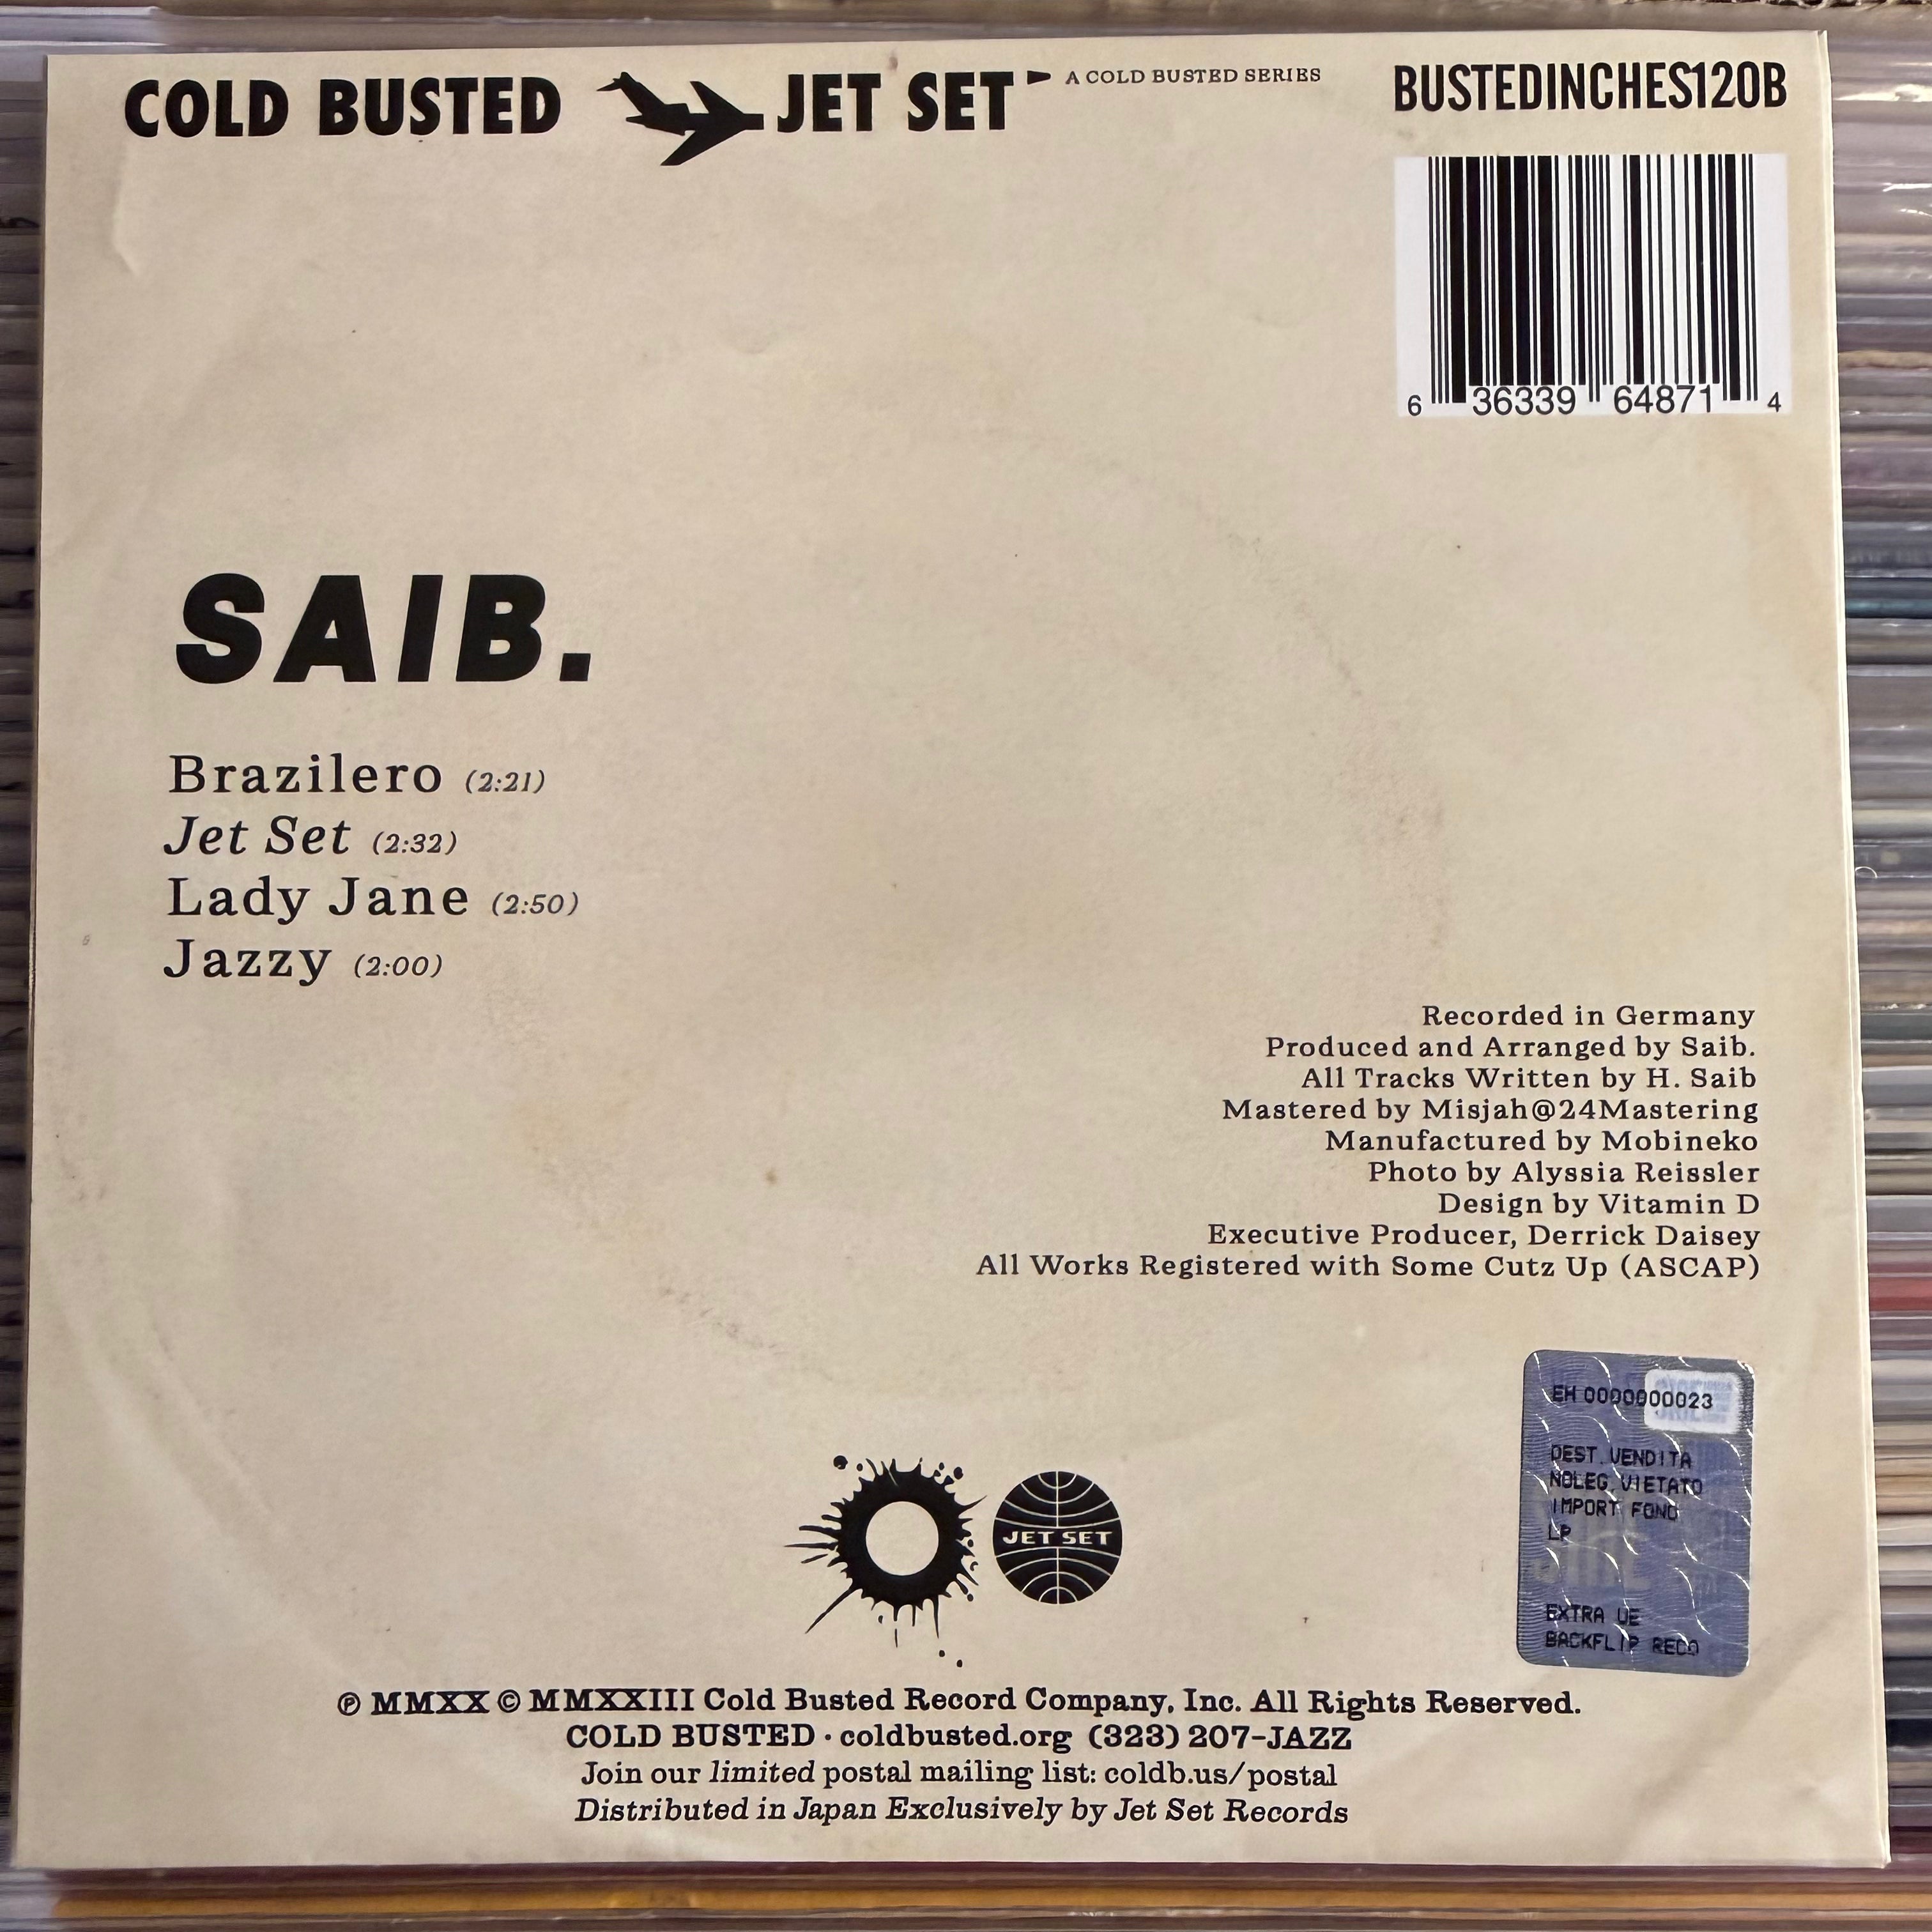 COLD BUSTED JET SET A COLD BUSTED SERIES
BUSTEDINCHES120B
6 36339 64871 4
SAIB.
Brazilero (2:21)
Jet Set (2:32)
Lady Jane (2:50)
Jazzy (2:00)
Recorded in Germany
Produced and Arranged by Saib.
All Tracks Written by H. Saib
Mastered by Misjah@24Mastering
Manufactured by Mobineko
Photo by Alyssia Reissler
Design by Vitamin D
Executive Producer, Derrick Daisey
All Works Registered with Some Cutz Up (ASCAP)
EH 0000000023
DEST. VENDITA
NOLEG. VIETATO
IMPORT FONO
LP
EXTRA UE
BACKFLIP RECO
JET SET
℗ MMXX © MMXXIII Cold Busted Record Company, Inc. All Rights Reserved.
COLD BUSTED · coldbusted.org (323) 207-JAZZ
Join our limited postal mailing list: coldb.us/postal
Distributed in Japan Exclusively by Jet Set Records